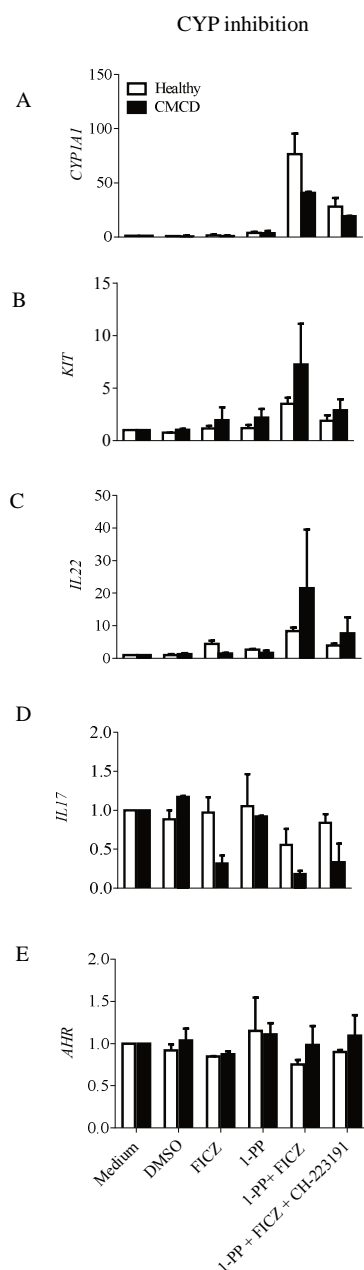 CYP inhibition
A
CYP1A1
150
100
50
0
Healthy
CMCD
B
KIT
15
10
5
0
C
IL22
50
40
30
20
10
0
D
IL17
2.0
1.5
1.0
0.5
0.0
E
AHR
2.0
1.5
1.0
0.5
0.0
Medium
DMSO
FICZ
1-PP
1-PP+ FICZ
1-PP + FICZ + CH-223191